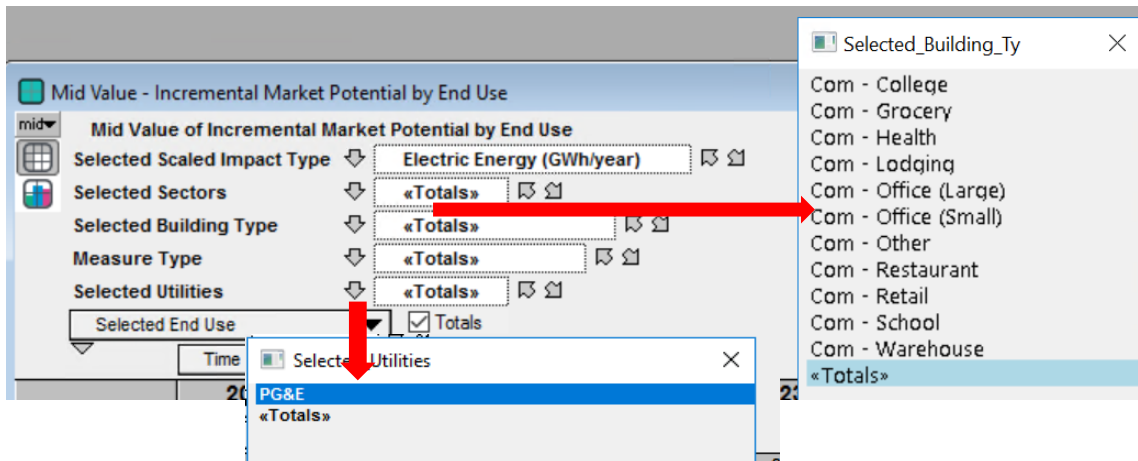 Mid Value - Incremental Market Potential by End Use
mid
Mid Value of Incremental Market Potential by End Use
Selected Scaled Impact Type Electric Energy (GWh/year)
Selected Sectors «Totals»
Selected Building Type «Totals»
Measure Type «Totals»
Selected Utilities «Totals»
Selected End Use Totals
Time
Selected_Building_Ty
Com - College
Com - Grocery
Com - Health
Com - Lodging
Com - Office (Large)
Com - Office (Small)
Com - Other
Com - Restaurant
Com - Retail
Com - School
Com - Warehouse
«Totals»
Utilities
PG&E
«Totals»